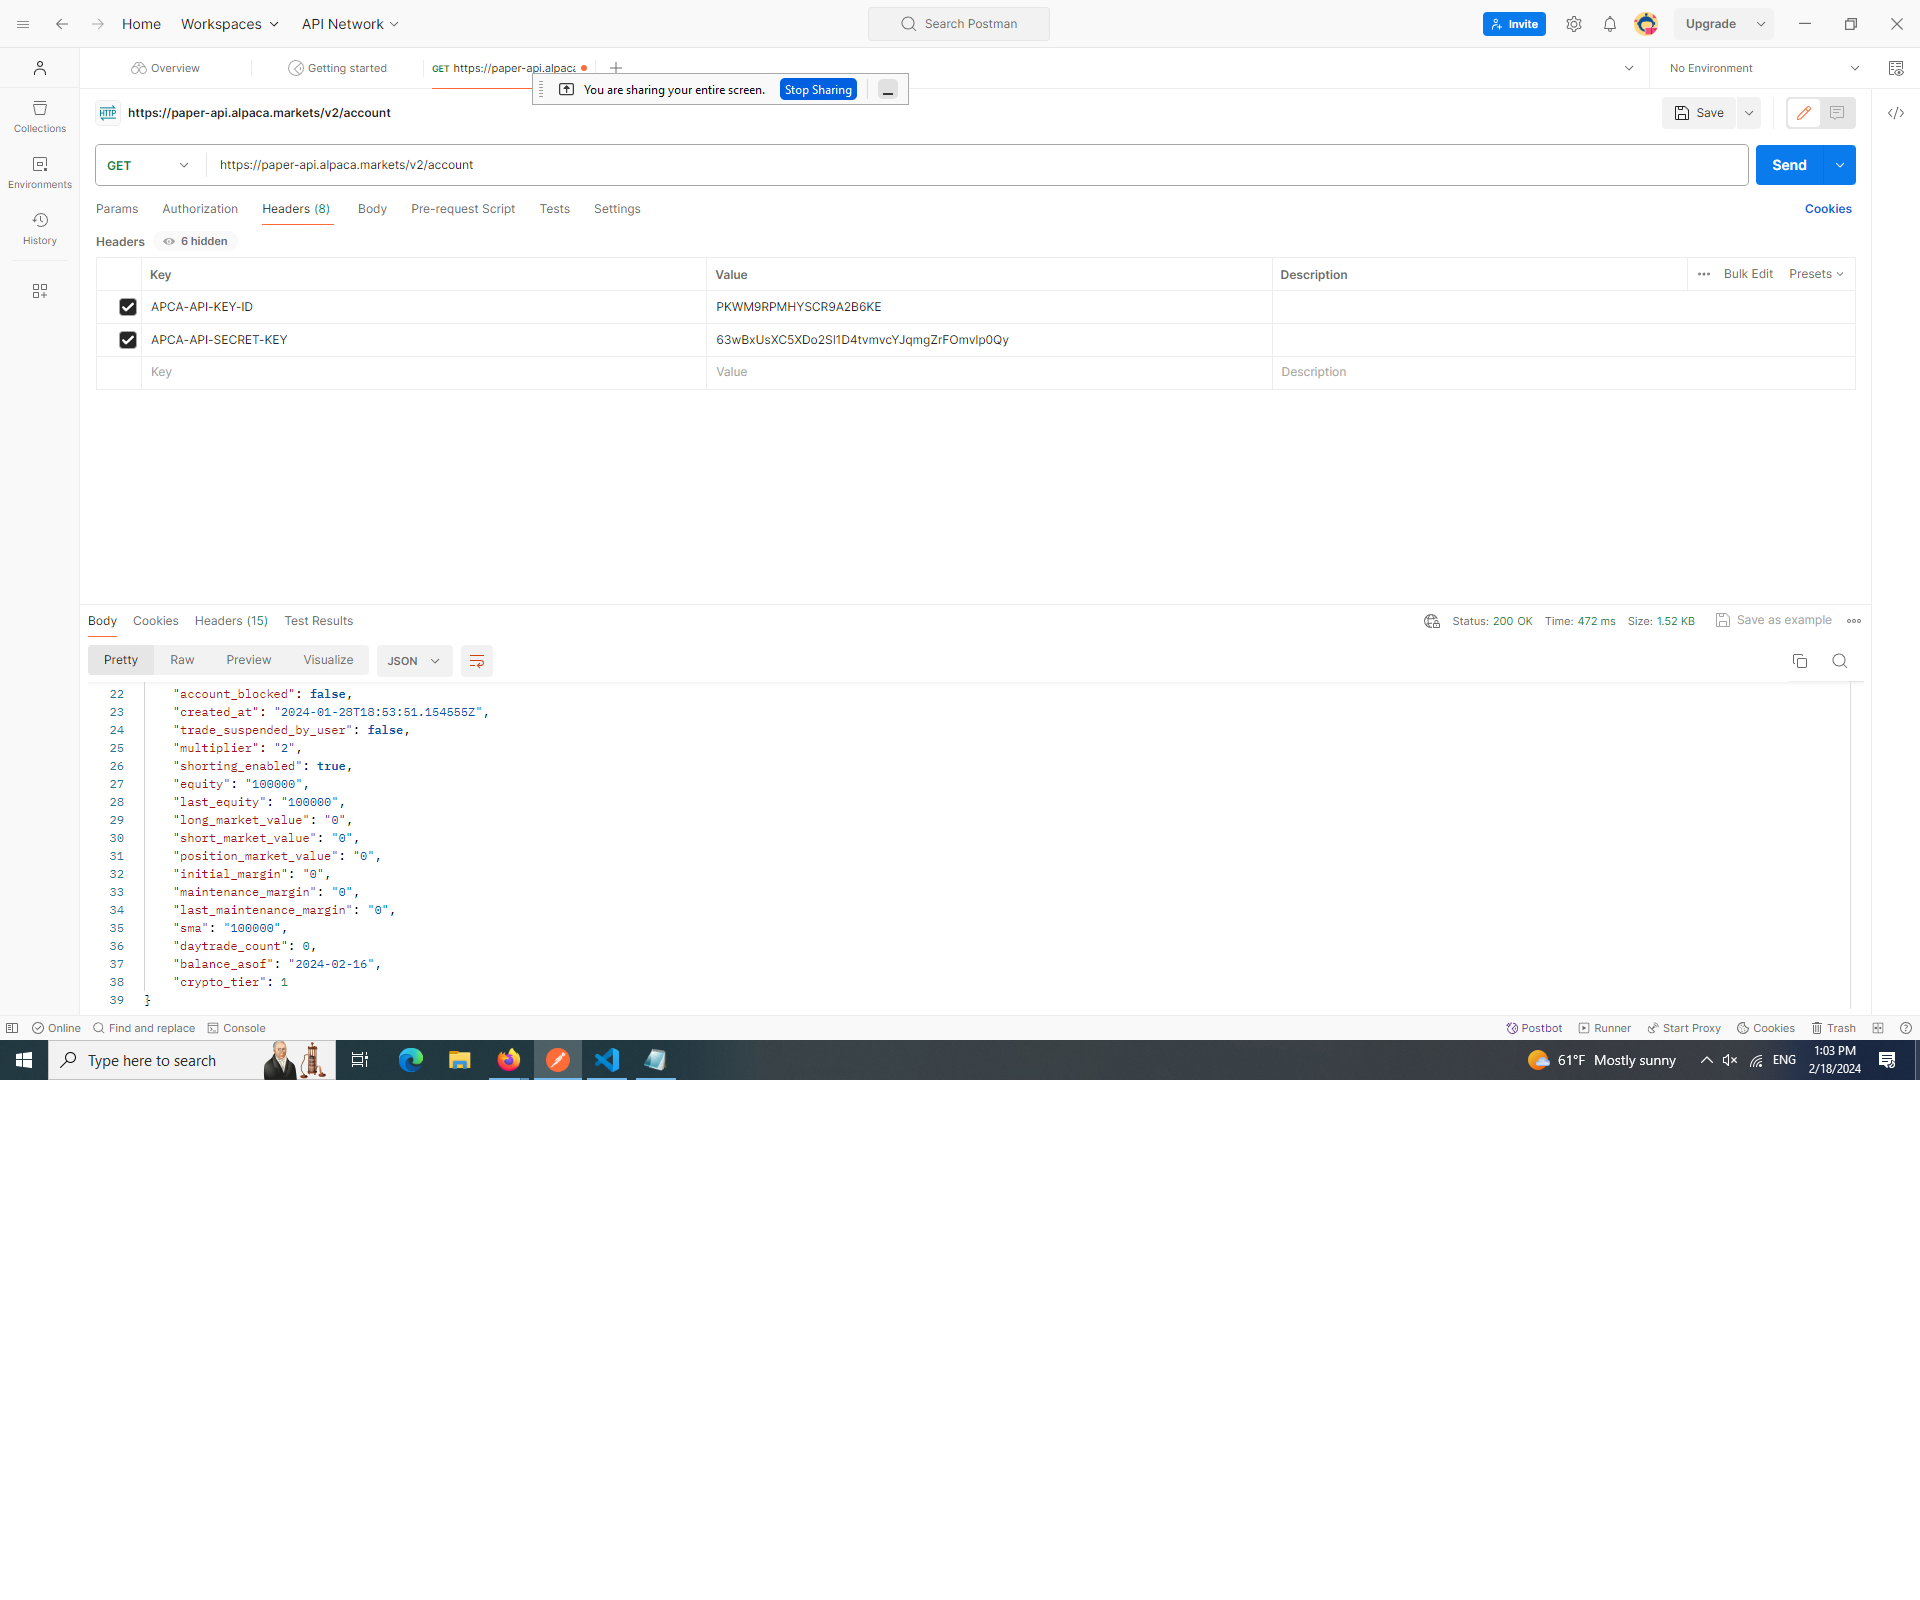 Home
Workspaces
API Network
Search Postman
Invite
Upgrade
Overview
Getting started
GET https://paper-api.alpaca
No Environment
You are sharing your entire screen.
Stop Sharing
HTTP
https://paper-api.alpaca.markets/v2/account
Save
Collections
Environments
History
GET
https://paper-api.alpaca.markets/v2/account
Send
Params
Authorization
Headers (8)
Body
Pre-request Script
Tests
Settings
Cookies
Headers
6 hidden
Key
Value
Description
Bulk Edit
Presets
APCA-API-KEY-ID
PKWM9RPMHYSCR9A2B6KE
APCA-API-SECRET-KEY
Key
Value
Description
Body
Cookies
Headers (15)
Test Results
Status: 200 OK
Time: 472 ms
Size: 1.52 KB
Save as example
Pretty
Raw
Preview
Visualize
JSON
22 "account_blocked": false,
23 "created_at": "2024-01-28T18:53:51.154555Z",
24 "trade_suspended_by_user": false,
25 "multiplier": "2",
26 "shorting_enabled": true,
27 "equity": "100000",
28 "last_equity": "100000",
29 "long_market_value": "0",
30 "short_market_value": "0",
31 "position_market_value": "0",
32 "initial_margin": "0",
33 "maintenance_margin": "0",
34 "last_maintenance_margin": "0",
35 "sma": "100000",
36 "daytrade_count": 0,
37 "balance_asof": "2024-02-16",
38 "crypto_tier": 1
39 }
Online
Find and replace
Console
Postbot
Runner
Start Proxy
Cookies
Trash
Type here to search
61°F Mostly sunny
ENG
1:03 PM
2/18/2024